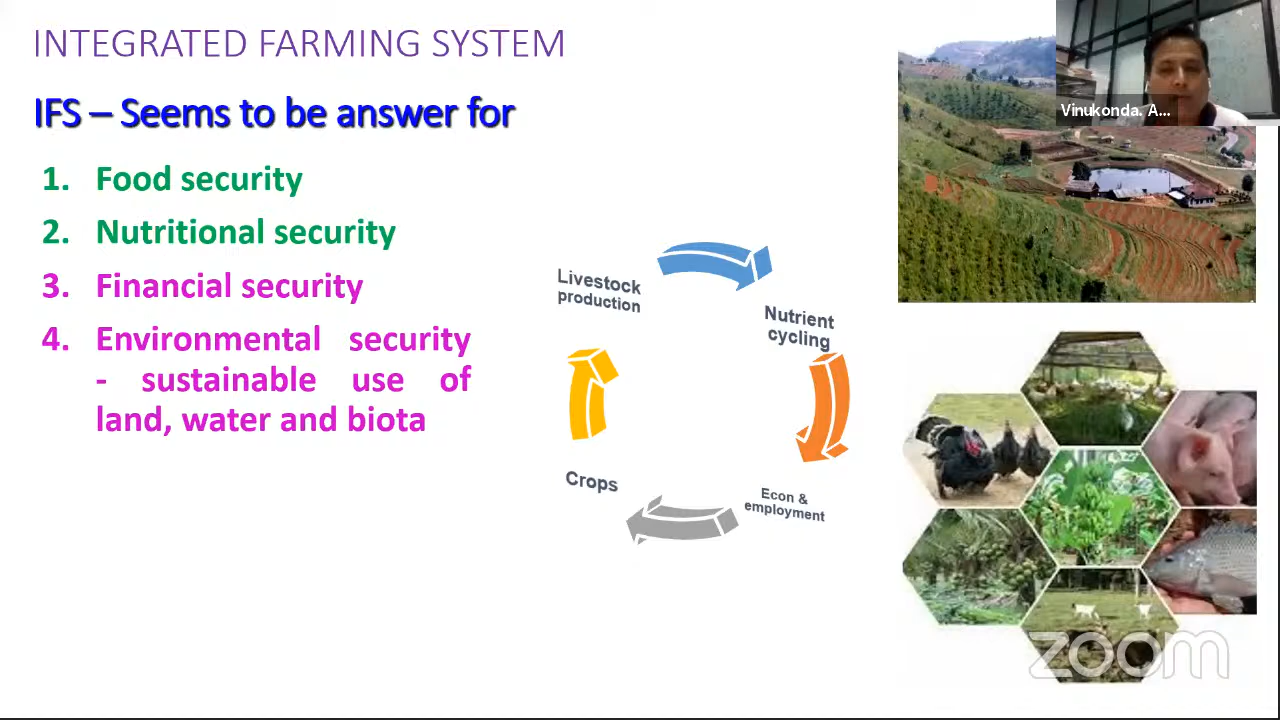 INTEGRATED FARMING SYSTEM
IFS – Seems to be answer for
1. Food security
2. Nutritional security
3. Financial security
4. Environmental security
- sustainable use of
land, water and biota
Livestock
production
Nutrient
cycling
Econ &
employment
Crops
Vinukonda. A...
zoom